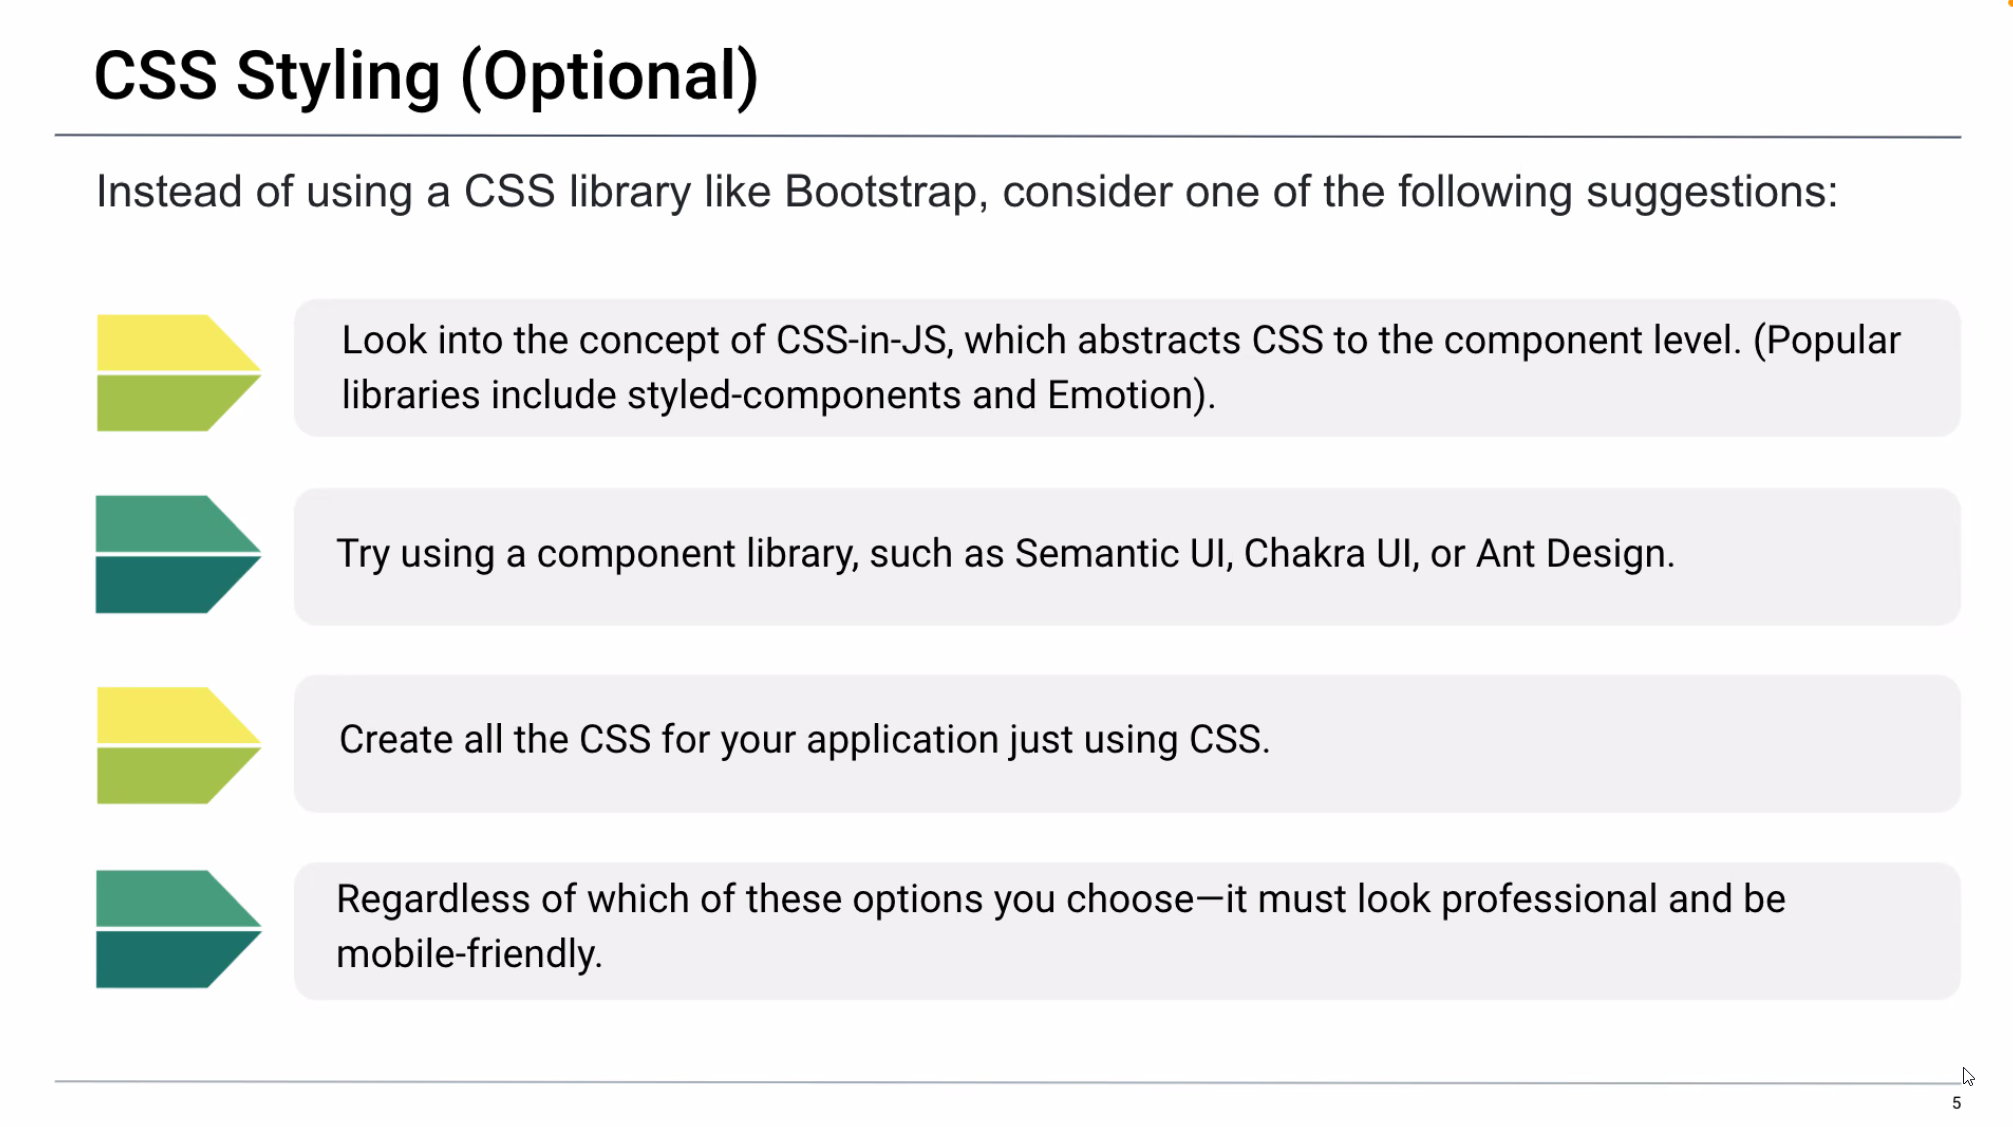 CSS Styling (Optional)
Instead of using a CSS library like Bootstrap, consider one of the following suggestions:
Look into the concept of CSS-in-JS, which abstracts CSS to the component level. (Popular
libraries include styled-components and Emotion).
Try using a component library, such as Semantic UI, Chakra UI, or Ant Design.
Create all the CSS for your application just using CSS.
Regardless of which of these options you choose—it must look professional and be
mobile-friendly.
5